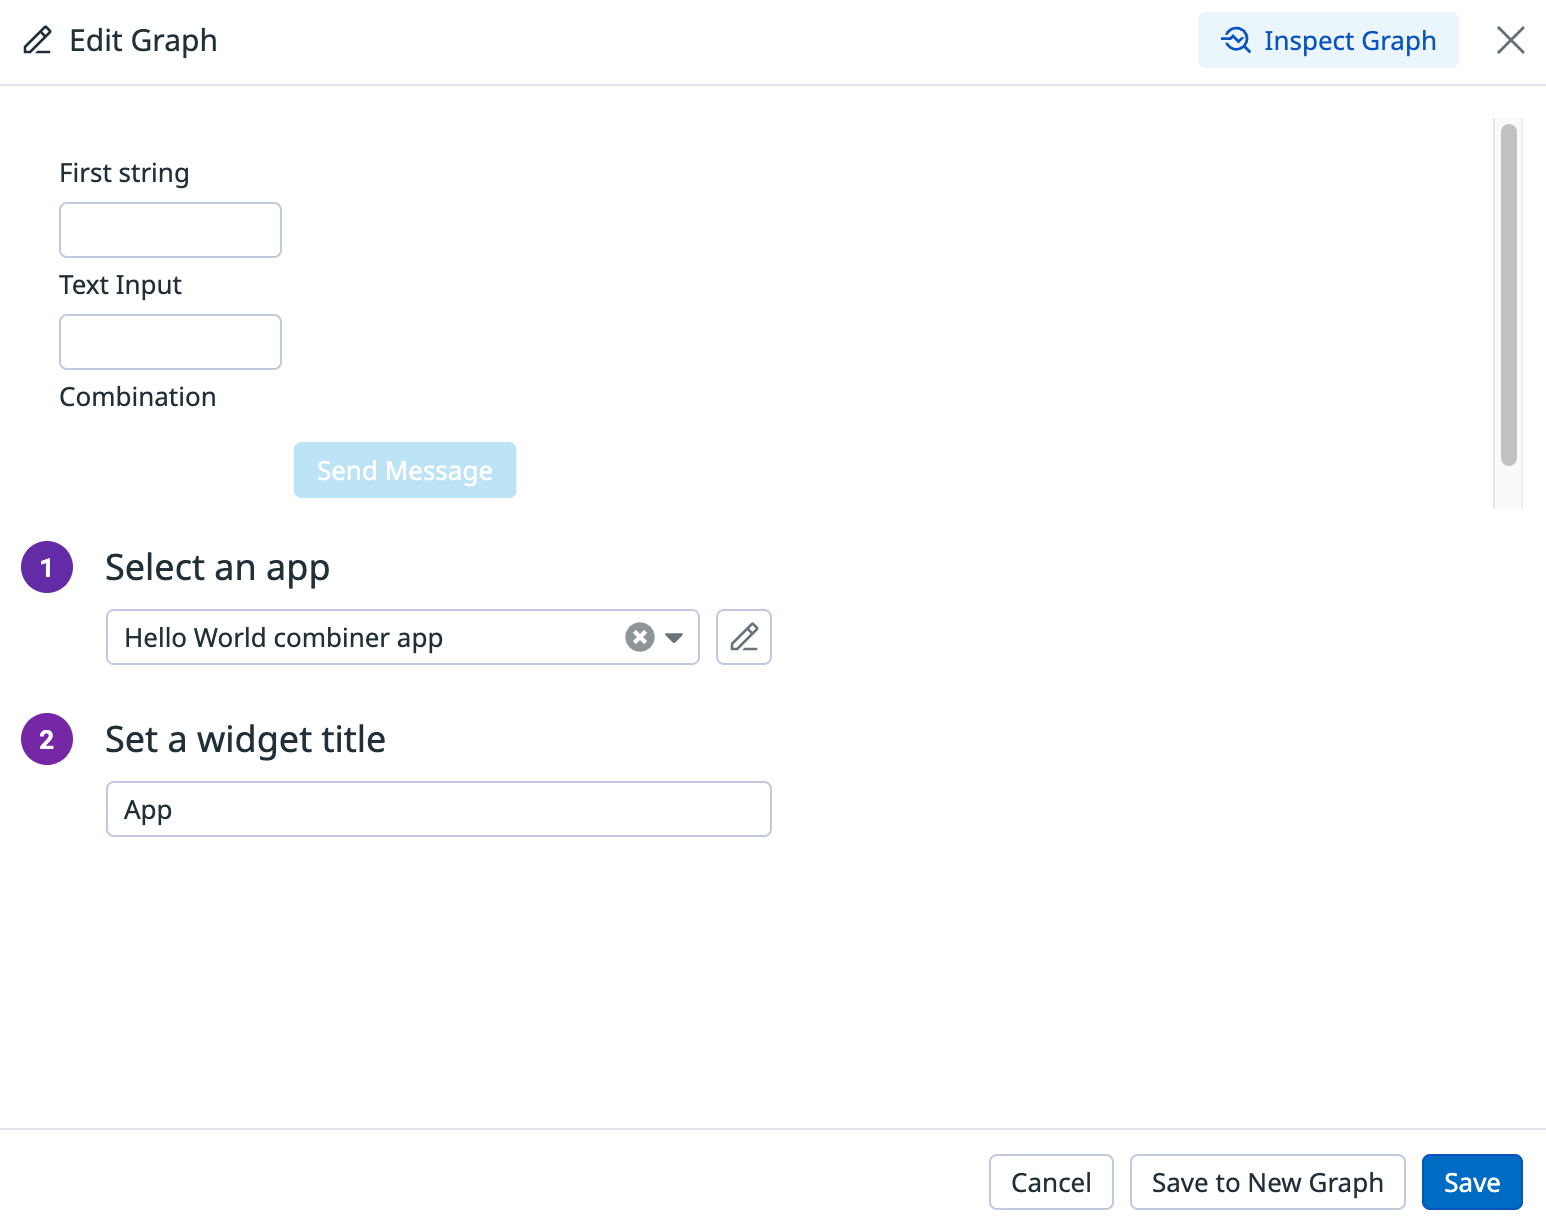 Edit Graph
Inspect Graph
First string
Text Input
Combination
Send Message
1 Select an app
Hello World combiner app
2 Set a widget title
App
Cancel
Save to New Graph
Save